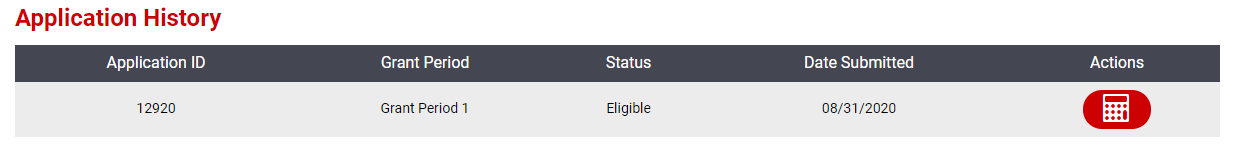 Application History
Application ID Grant Period Status Date Submitted Actions
12920 Grant Period 1 Eligible 08/31/2020